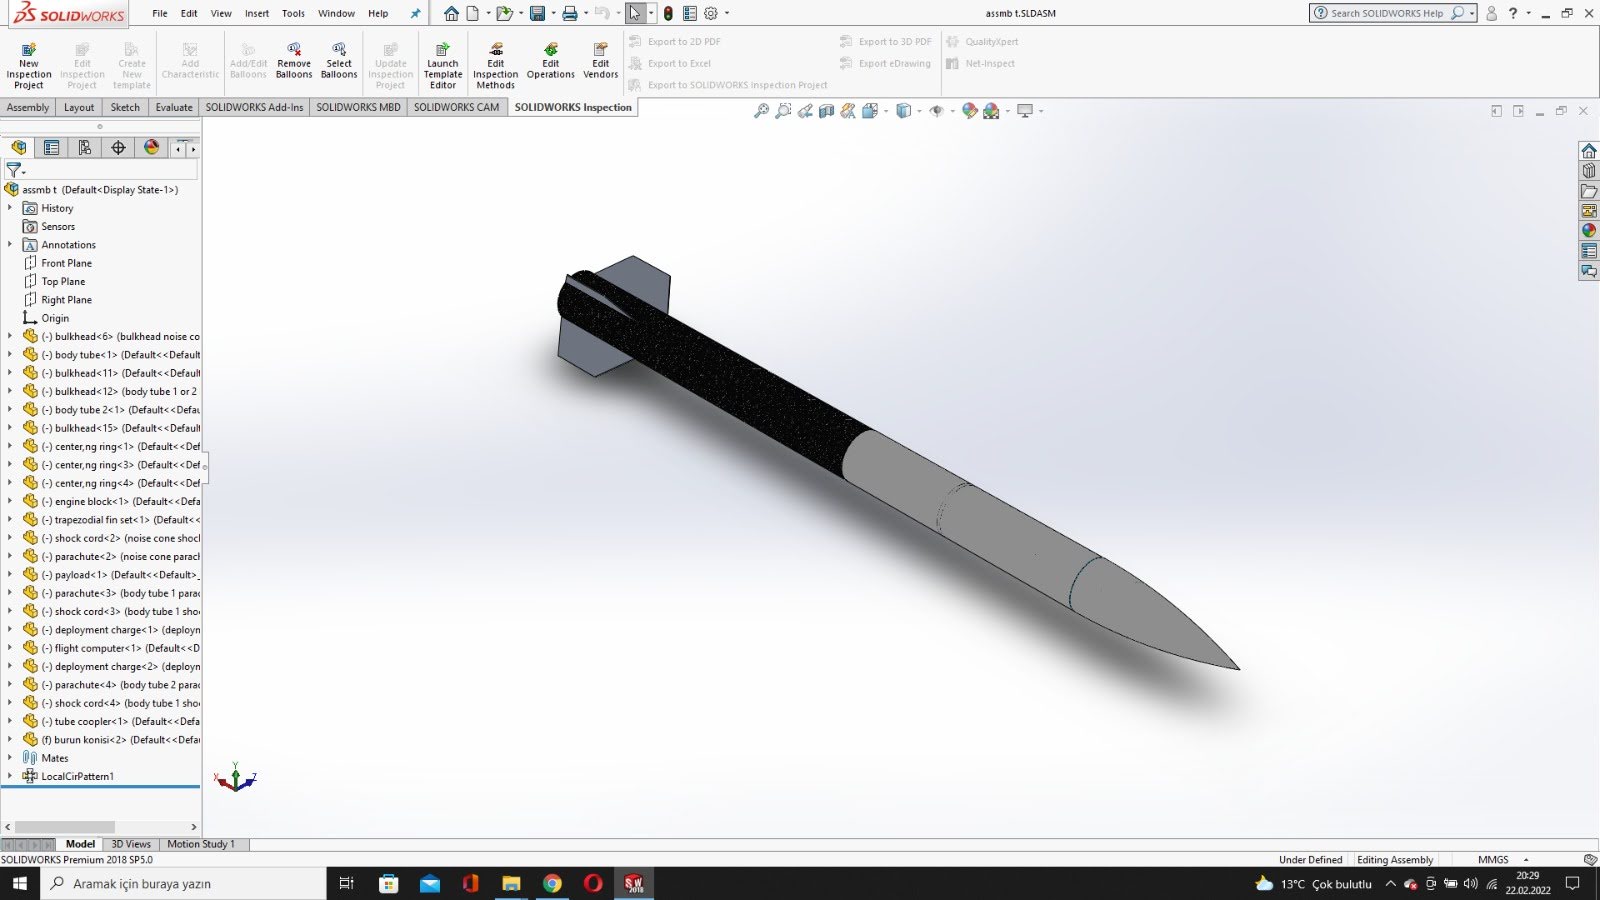 SOLIDWORKS
File Edit View Insert Tools Window Help
assmb t.SLDASM
Search SOLIDWORKS Help
New Inspection Project
Edit Inspection Project
Create New template
Add Characteristic
Add/Edit Balloons
Remove Balloons
Select Balloons
Update Inspection Project
Launch Template Editor
Edit Inspection Methods
Edit Operations
Edit Vendors
Export to 2D PDF
Export to Excel
Export to SOLIDWORKS Inspection Project
Export to 3D PDF
Export eDrawing
QualityXpert
Net-Inspect
Assembly Layout Sketch Evaluate SOLIDWORKS Add-Ins SOLIDWORKS MBD SOLIDWORKS CAM SOLIDWORKS Inspection
assmb t (Default<Display State-1>)
History
Sensors
Annotations
Front Plane
Top Plane
Right Plane
Origin
(-) bulkhead<6> (bulkhead noise co
(-) body tube<1> (Default<<Default
(-) bulkhead<11> (Default<<Default
(-) bulkhead<12> (body tube 1 or 2
(-) body tube 2<1> (Default<<Defau
(-) bulkhead<15> (Default<<Default
(-) center,ng ring<1> (Default<<Def
(-) center,ng ring<3> (Default<<Def
(-) center,ng ring<4> (Default<<Def
(-) engine block<1> (Default<<Defa
(-) trapezodial fin set<1> (Default<<
(-) shock cord<2> (noise cone shocl
(-) parachute<2> (noise cone paracl
(-) payload<1> (Default<<Default>_
(-) parachute<3> (body tube 1 para
(-) shock cord<3> (body tube 1 sho
(-) deployment charge<1> (deployn
(-) flight computer<1> (Default<<D
(-) deployment charge<2> (deployn
(-) parachute<4> (body tube 2 para
(-) shock cord<4> (body tube 1 sho
(-) tube coopler<1> (Default<<Defa
(f) burun konisi<2> (Default<<Defau
Mates
LocalCirPattern1
Y
X
Z
Model 3D Views Motion Study 1
SOLIDWORKS Premium 2018 SP5.0
Under Defined Editing Assembly MMGS
Aramak için buraya yazın
SW 2018
13°C Çok bulutlu
20:29
22.02.2022